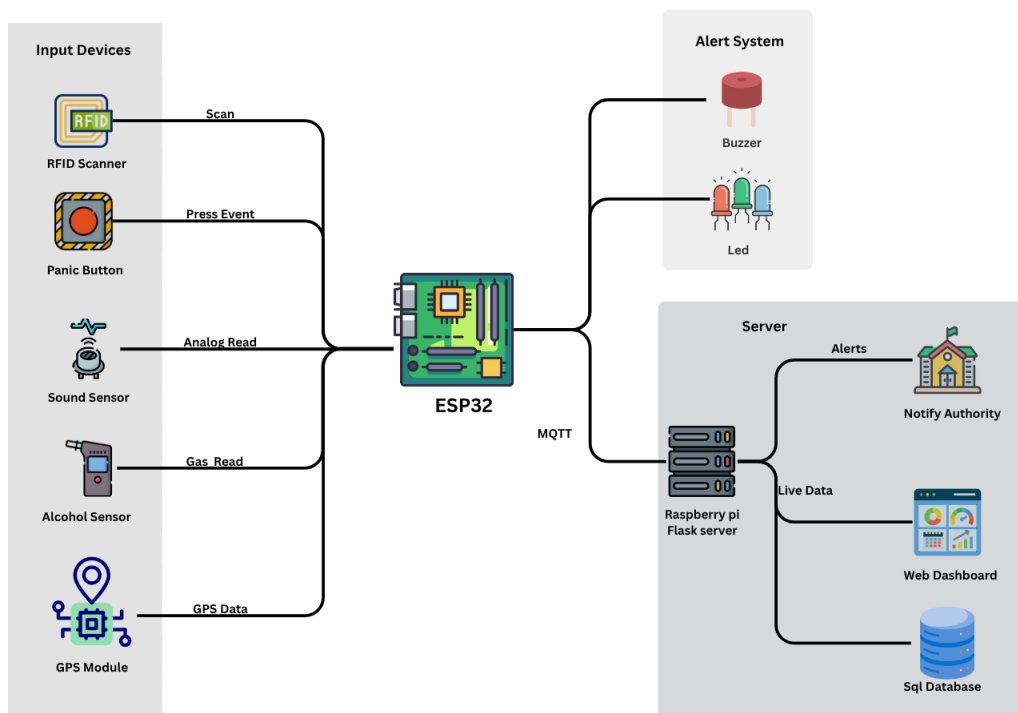 Input Devices
RFID
RFID Scanner
Scan
Panic Button
Press Event
Sound Sensor
Analog Read
Alcohol Sensor
Gas Read
GPS Module
GPS Data
ESP32
MQTT
Alert System
Buzzer
Led
Server
Raspberry pi
Flask server
Alerts
Notify Authority
Live Data
Web Dashboard
Sql Database